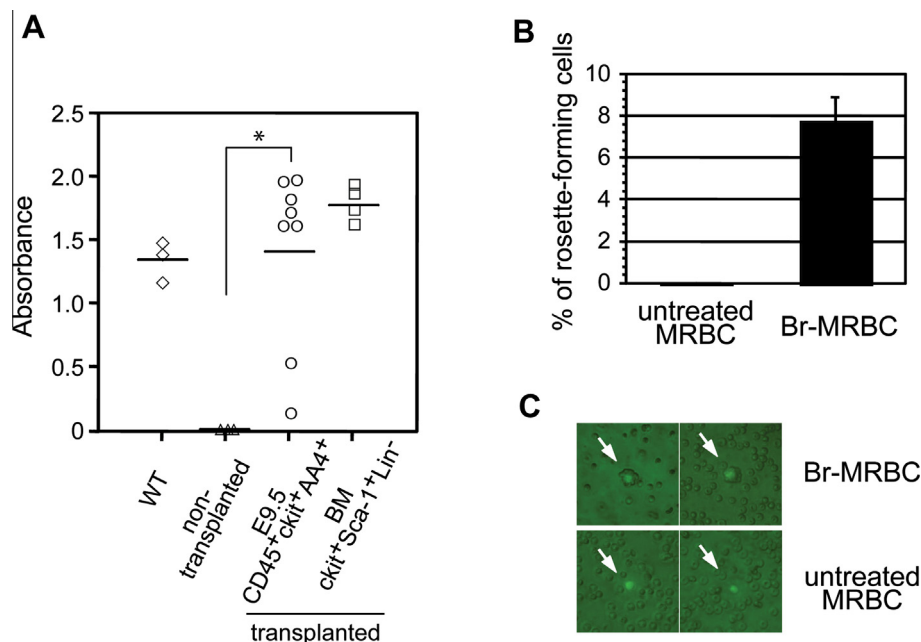 A
Absorbance
2.5
2.0
1.5
1.0
0.5
0
*
WT
non-
transplanted
E9.5
CD45⁺ckit⁺AA4⁺
BM
ckit⁺Sca-1⁺Lin⁻
transplanted
B
% of rosette-forming cells
10
8
6
4
2
0
untreated
MRBC
Br-MRBC
C
Br-MRBC
untreated
MRBC